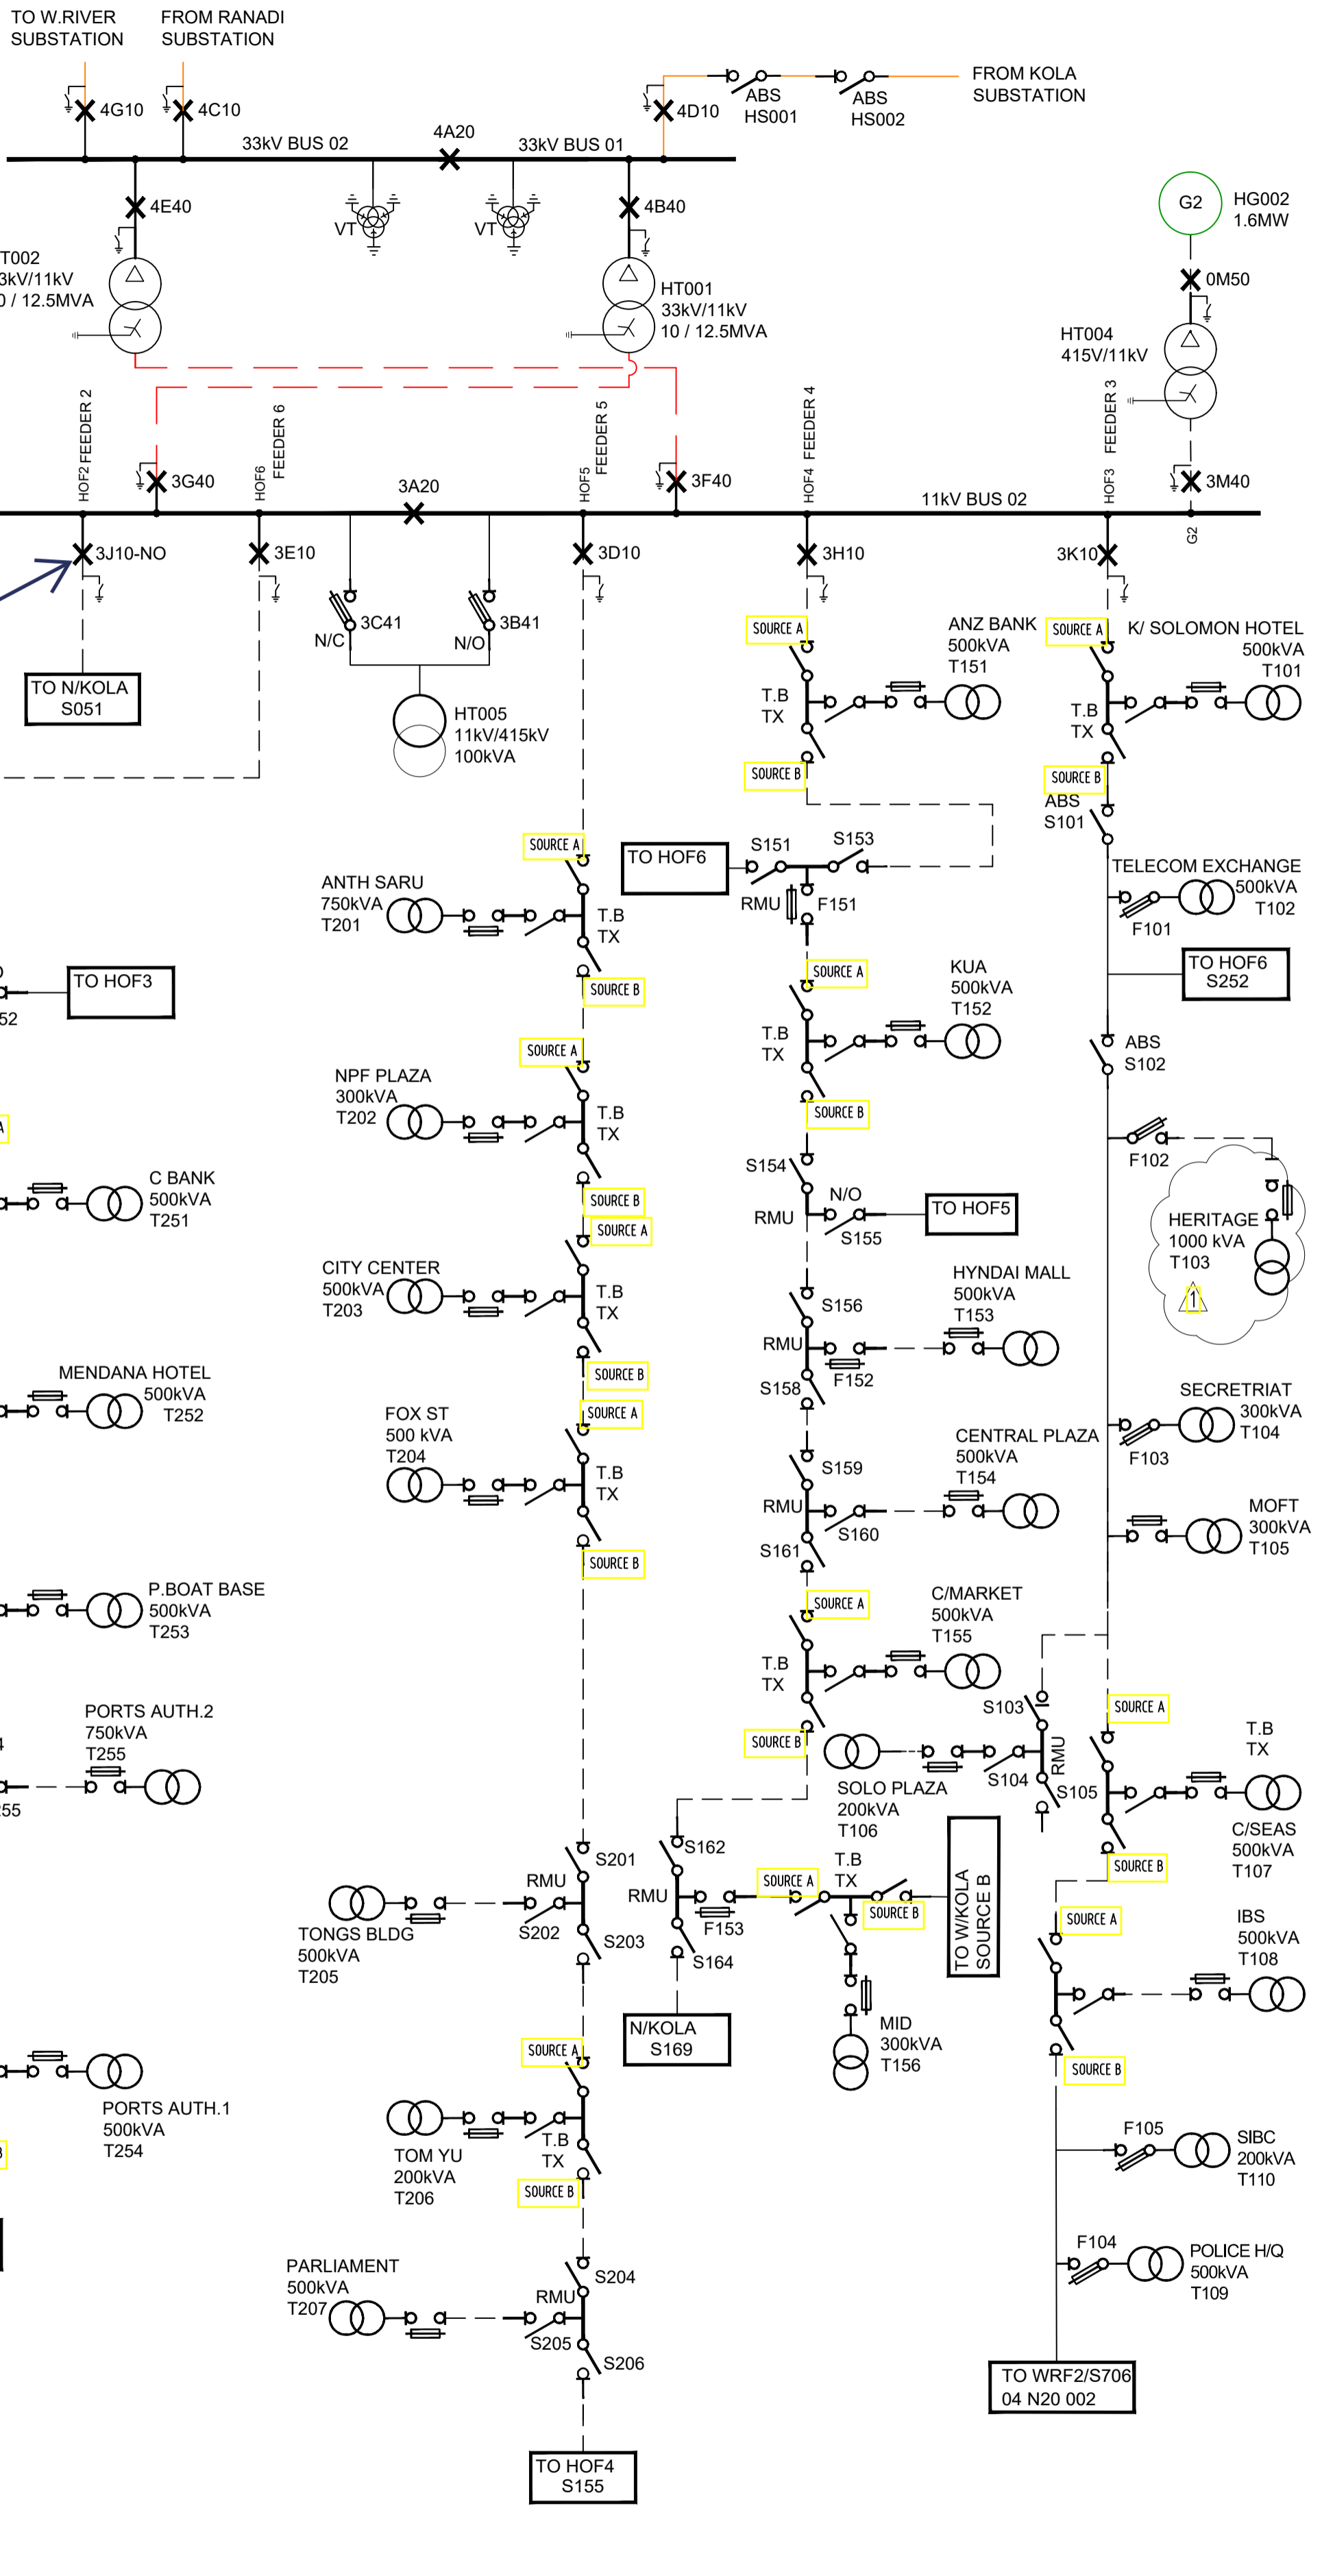 TO W.RIVER
SUBSTATION
FROM RANADI
SUBSTATION
4G10
4C10
4D10
ABS
HS001
ABS
HS002
FROM KOLA
SUBSTATION
33kV BUS 02
4A20
33kV BUS 01
4E40
VT
VT
4B40
G2
HG002
1.6MW
0M50
T002
3kV/11kV
0 / 12.5MVA
HT001
33kV/11kV
10 / 12.5MVA
HT004
415V/11kV
HOF2 FEEDER 2
HOF6
FEEDER 6
HOF5
FEEDER 5
HOF4 FEEDER 4
HOF3
FEEDER 3
3G40
3A20
3F40
3M40
11kV BUS 02
G2
3J10-NO
3E10
3D10
3H10
3K10
3C41
N/C
3B41
N/O
TO N/KOLA
S051
HT005
11kV/415kV
100kVA
SOURCE A
ANZ BANK
500kVA
T151
T.B
TX
SOURCE B
SOURCE A
K/ SOLOMON HOTEL
500kVA
T101
T.B
TX
SOURCE B
ABS
S101
SOURCE A
ANTH SARU
750kVA
T201
T.B
TX
SOURCE B
TO HOF6
S151
S153
RMU
F151
TELECOM EXCHANGE
500kVA
T102
F101
TO HOF6
S252
TO HOF3
52
SOURCE A
KUA
500kVA
T152
T.B
TX
SOURCE B
ABS
S102
SOURCE A
NPF PLAZA
300kVA
T202
T.B
TX
SOURCE B
A
C BANK
500kVA
T251
S154
N/O
RMU
S155
TO HOF5
F102
HERITAGE
1000 kVA
T103
1
SOURCE A
CITY CENTER
500kVA
T203
T.B
TX
SOURCE B
S156
HYNDAI MALL
500kVA
T153
RMU
F152
S158
MENDANA HOTEL
500kVA
T252
SOURCE A
FOX ST
500 kVA
T204
T.B
TX
SOURCE B
S159
CENTRAL PLAZA
500kVA
T154
RMU
S160
S161
SECRETRIAT
300kVA
T104
F103
MOFT
300kVA
T105
P.BOAT BASE
500kVA
T253
SOURCE A
C/MARKET
500kVA
T155
T.B
TX
SOURCE B
PORTS AUTH.2
750kVA
T255
4
255
S103
RMU
S104
S105
SOLO PLAZA
200kVA
T106
SOURCE A
T.B
TX
C/SEAS
500kVA
T107
SOURCE B
S201
RMU
S202
S203
TONGS BLDG
500kVA
T205
S162
RMU
F153
S164
SOURCE A
T.B
TX
SOURCE B
TO W/KOLA
SOURCE B
MID
300kVA
T156
N/KOLA
S169
SOURCE A
IBS
500kVA
T108
SOURCE B
PORTS AUTH.1
500kVA
T254
B
SOURCE A
T.B
TX
TOM YU
200kVA
T206
SOURCE B
F105
SIBC
200kVA
T110
F104
POLICE H/Q
500kVA
T109
PARLIAMENT
500kVA
T207
S204
RMU
S205
S206
TO WRF2/S706
04 N20 002
TO HOF4
S155